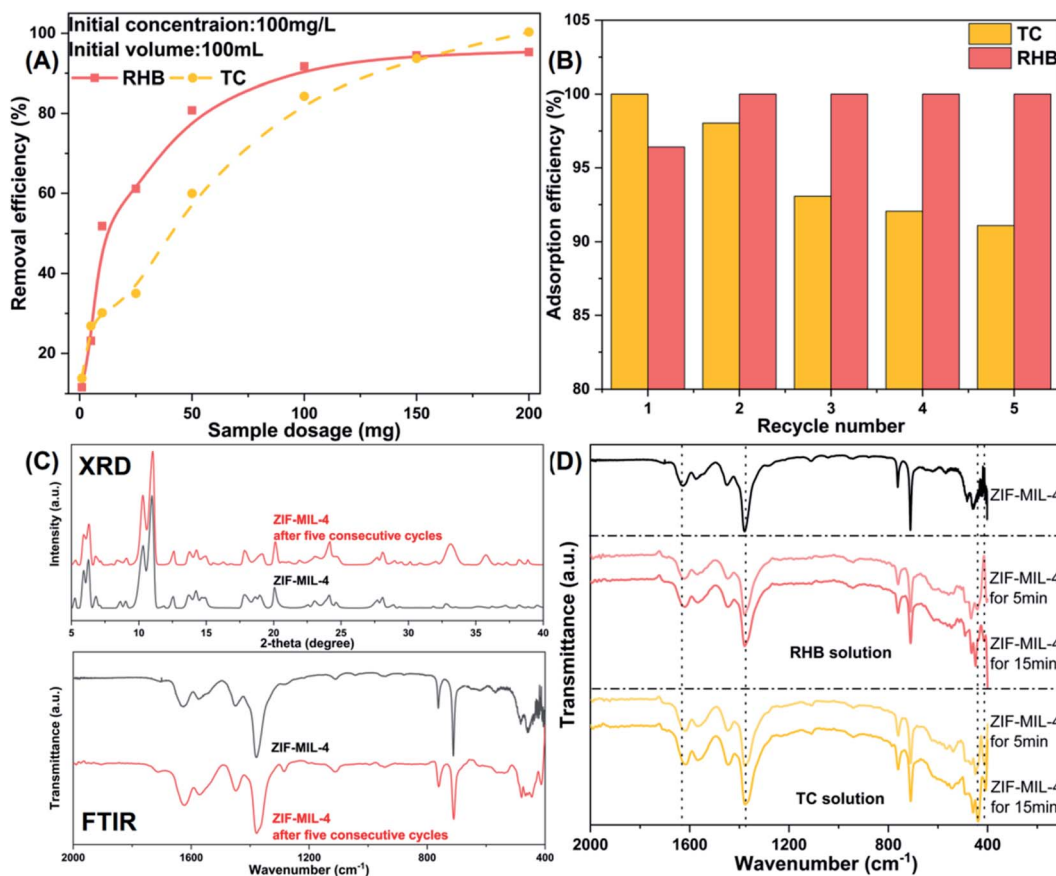 (A)
Initial concentraion:100mg/L
Initial volume:100mL
RHB TC
Removal efficiency (%)
100
80
60
40
20
0 50 100 150 200
Sample dosage (mg)
(B)
TC
RHB
Adsorption efficiency (%)
105
100
95
90
85
80
1 2 3 4 5
Recycle number
(C)
XRD
ZIF-MIL-4
after five consecutive cycles
ZIF-MIL-4
Intensity (a.u.)
5 10 15 20 25 30 35 40
2-theta (degree)
ZIF-MIL-4
ZIF-MIL-4
after five consecutive cycles
FTIR
Transmittance (a.u.)
2000 1600 1200 800 400
Wavenumber (cm⁻¹)
(D)
ZIF-MIL-4
ZIF-MIL-4
for 5min
ZIF-MIL-4
for 15min
RHB solution
ZIF-MIL-4
for 5min
ZIF-MIL-4
for 15min
TC solution
Transmittance (a.u.)
2000 1600 1200 800 400
Wavenumber (cm⁻¹)